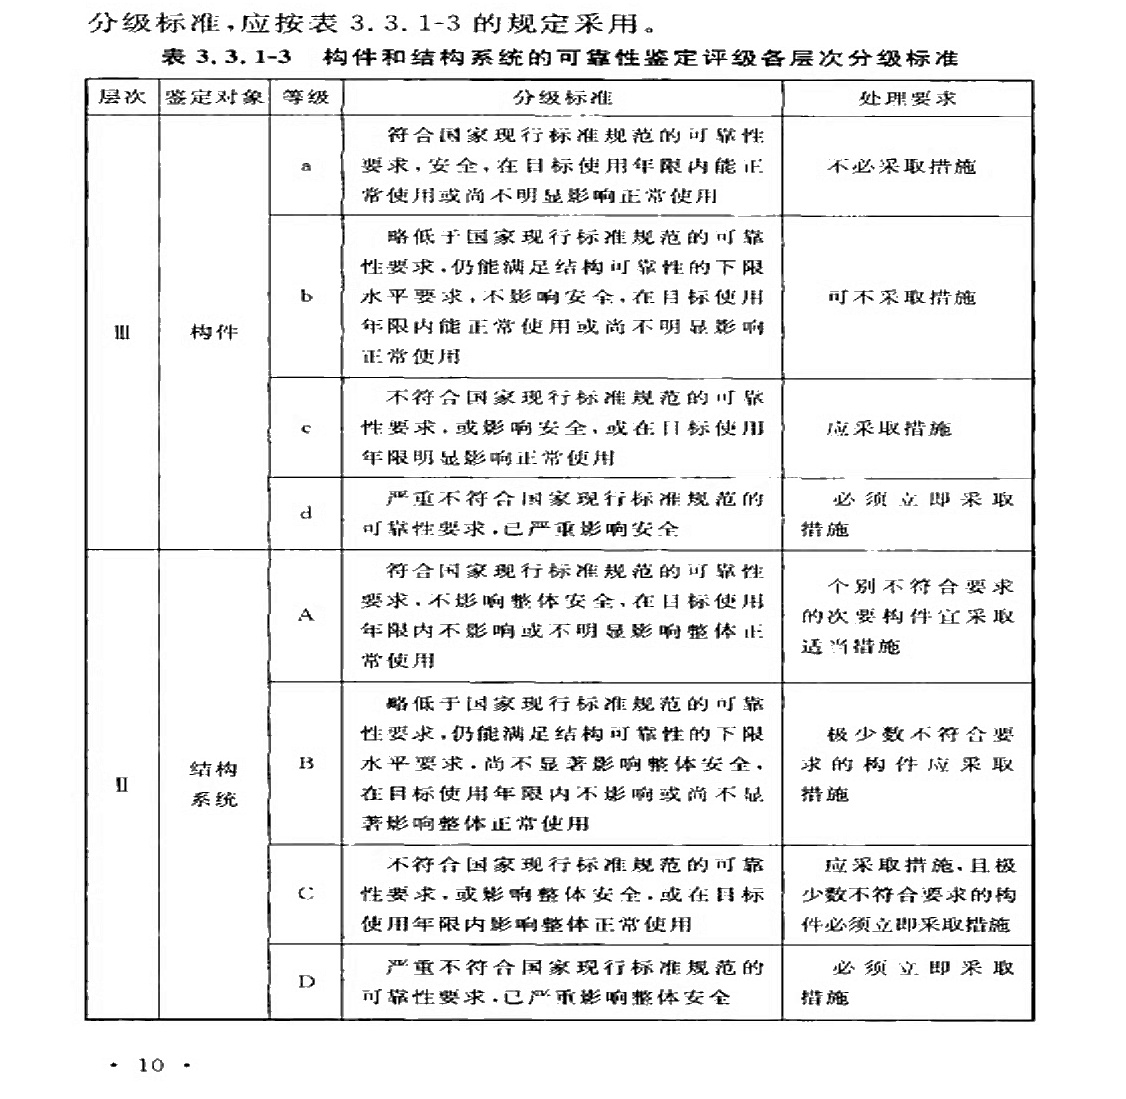 分级标准,应按表 3.3.1-3 的规定采用。
表 3.3.1-3 构件和结构系统的可靠性鉴定评级各层次分级标准
层次 鉴定对象 等级 分级标准 处理要求
Ⅲ
构件
a
符合国家现行标准规范的可靠性
要求,安全,在目标使用年限内能正
常使用或尚不明显影响正常使用
不必采取措施
b
略低于国家现行标准规范的可靠
性要求,仍能满足结构可靠性的下限
水平要求,不影响安全,在目标使用
年限内能正常使用或尚不明显影响
正常使用
可不采取措施
c
不符合国家现行标准规范的可靠
性要求,或影响安全,或在目标使用
年限明显影响正常使用
应采取措施
d
严重不符合国家现行标准规范的
可靠性要求,已严重影响安全
必须立即采取
措施
Ⅱ
结构
系统
A
符合国家现行标准规范的可靠性
要求,不影响整体安全,在目标使用
年限内不影响或不明显影响整体正
常使用
个别不符合要求
的次要构件宜采取
适当措施
B
略低于国家现行标准规范的可靠
性要求,仍能满足结构可靠性的下限
水平要求,尚不显著影响整体安全,
在目标使用年限内不影响或尚不显
著影响整体正常使用
极少数不符合要
求的构件应采取
措施
C
不符合国家现行标准规范的可靠
性要求,或影响整体安全,或在目标
使用年限内影响整体正常使用
应采取措施,且极
少数不符合要求的构
件必须立即采取措施
D
严重不符合国家现行标准规范的
可靠性要求,已严重影响整体安全
必须立即采取
措施
· 10 ·